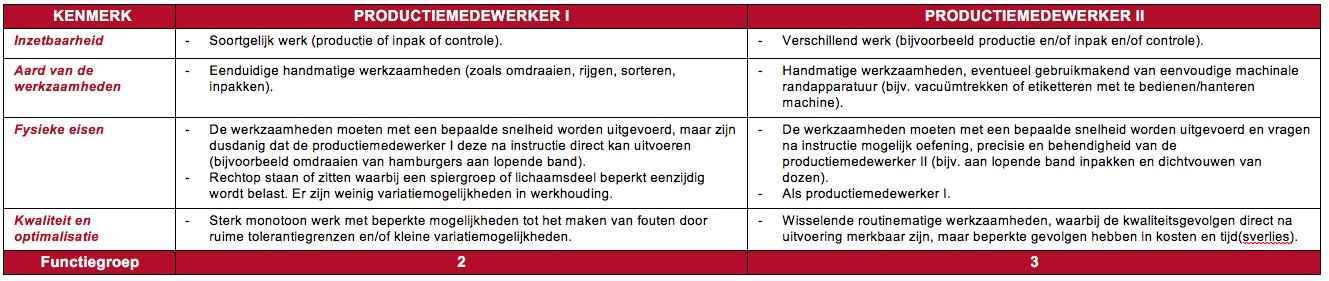 KENMERK
PRODUCTIEMEDEWERKER I
PRODUCTIEMEDEWERKER II
Inzetbaarheid
- Soortgelijk werk (productie of inpak of controle).
- Verschillend werk (bijvoorbeeld productie en/of inpak en/of controle).
Aard van de
werkzaamheden
- Eenduidige handmatige werkzaamheden (zoals omdraaien, rijgen, sorteren,
inpakken).
- Handmatige werkzaamheden, eventueel gebruikmakend van eenvoudige machinale
randapparatuur (bijv. vacuümtrekken of etiketteren met te bedienen/hanteren
machine).
Fysieke eisen
- De werkzaamheden moeten met een bepaalde snelheid worden uitgevoerd, maar zijn
dusdanig dat de productiemedewerker I deze na instructie direct kan uitvoeren
(bijvoorbeeld omdraaien van hamburgers aan lopende band).
- Rechtop staan of zitten waarbij een spiergroep of lichaamsdeel beperkt eenzijdig
wordt belast. Er zijn weinig variatiemogelijkheden in werkhouding.
- De werkzaamheden moeten met een bepaalde snelheid worden uitgevoerd en vragen
na instructie mogelijk oefening, precisie en behendigheid van de
productiemedewerker II (bijv. aan lopende band inpakken en dichtvouwen van
dozen).
- Als productiemedewerker I.
Kwaliteit en
optimalisatie
- Sterk monotoon werk met beperkte mogelijkheden tot het maken van fouten door
ruime tolerantiegrenzen en/of kleine variatiemogelijkheden.
- Wisselende routinematige werkzaamheden, waarbij de kwaliteitsgevolgen direct na
uitvoering merkbaar zijn, maar beperkte gevolgen hebben in kosten en tijd(sverlies).
Functiegroep
2
3